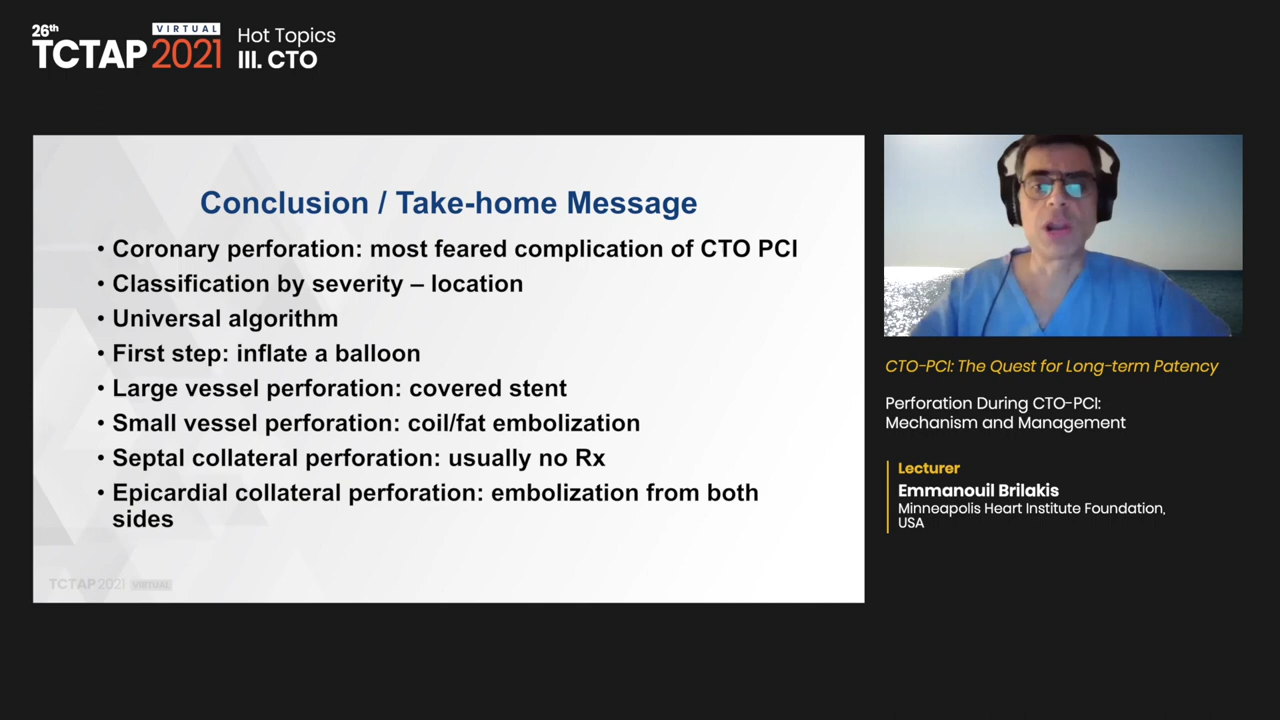 26th
VIRTUAL
TCTAP 2021
Hot Topics
III. CTO
Conclusion / Take-home Message
• Coronary perforation: most feared complication of CTO PCI
• Classification by severity – location
• Universal algorithm
• First step: inflate a balloon
• Large vessel perforation: covered stent
• Small vessel perforation: coil/fat embolization
• Septal collateral perforation: usually no Rx
• Epicardial collateral perforation: embolization from both
sides
TCTAP 2021 VIRTUAL
CTO-PCI: The Quest for Long-term Patency
Perforation During CTO-PCI:
Mechanism and Management
Lecturer
Emmanouil Brilakis
Minneapolis Heart Institute Foundation,
USA